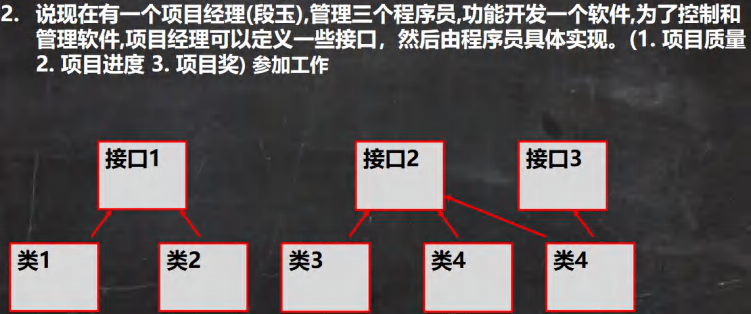 2. 说现在有一个项目经理(段玉),管理三个程序员,功能开发一个软件,为了控制和
管理软件,项目经理可以定义一些接口，然后由程序员具体实现。(1. 项目质量
2. 项目进度 3. 项目奖) 参加工作
接口1
接口2
接口3
类1
类2
类3
类4
类4